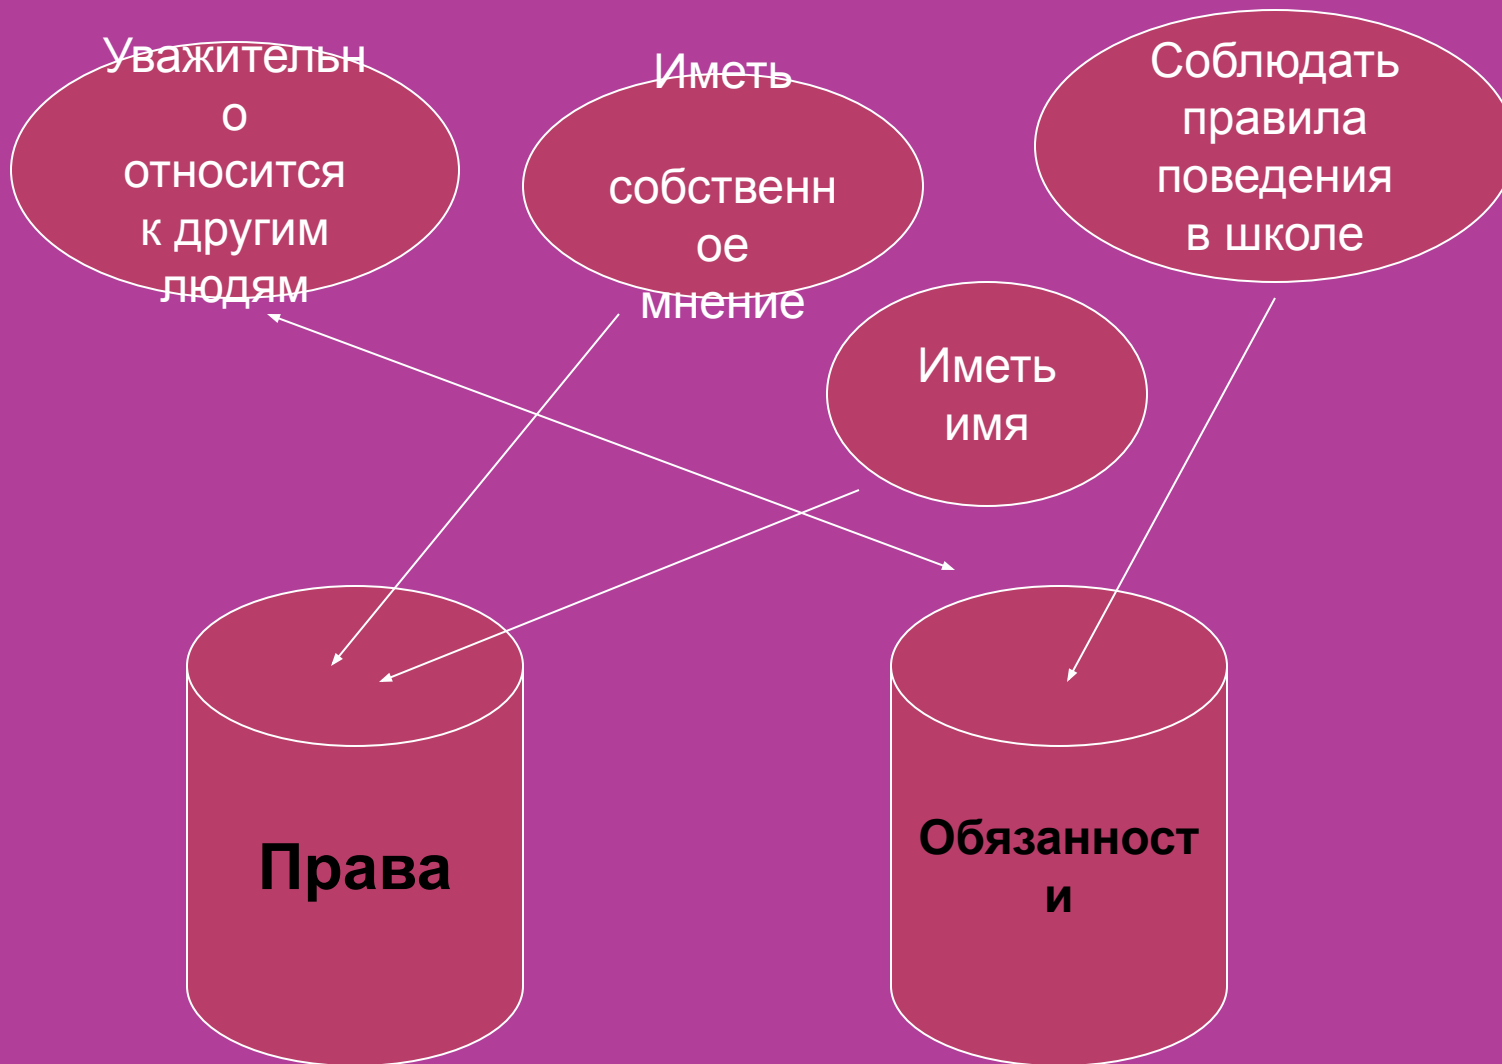 Уважительн
о
относится
к другим
людям
Иметь
собственн
ое
мнение
Соблюдать
правила
поведения
в школе
Иметь
имя
Права
Обязанност
и